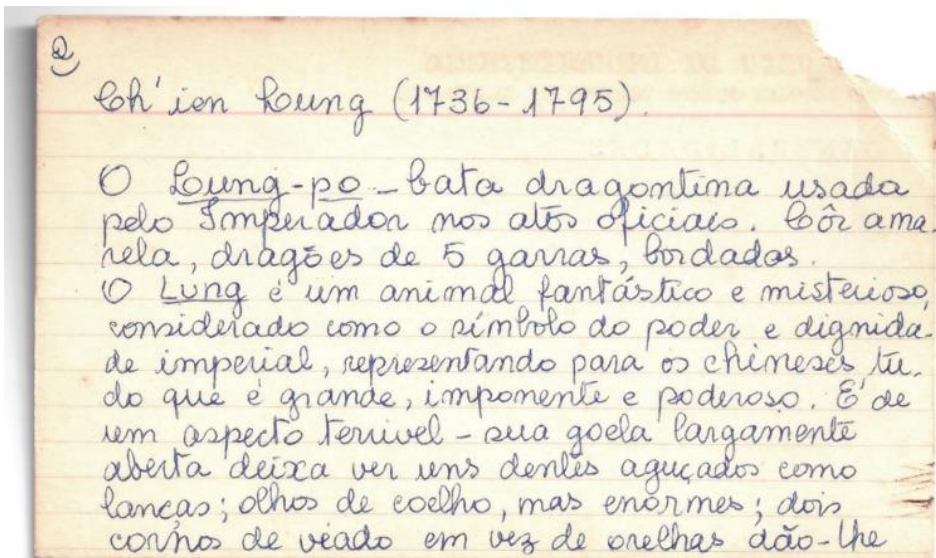 2
Ch'ien Lung (1736-1795).
O Lung-po - bata dragontina usada
pelo Imperador nos atos oficiais. Côr ama-
rela, dragões de 5 garras, bordados.
O Lung é um animal fantástico e misterioso,
considerado como o símbolo do poder e dignida-
de imperial, representando para os chineses tu-
do que é grande, imponente e poderoso. É de
um aspecto terrivel - sua goela largamente
aberta deixa ver uns dentes aguçados como
lanças; olhos de coelho, mas enormes; dois
cornos de veado em vez de orelhas dão-lhe